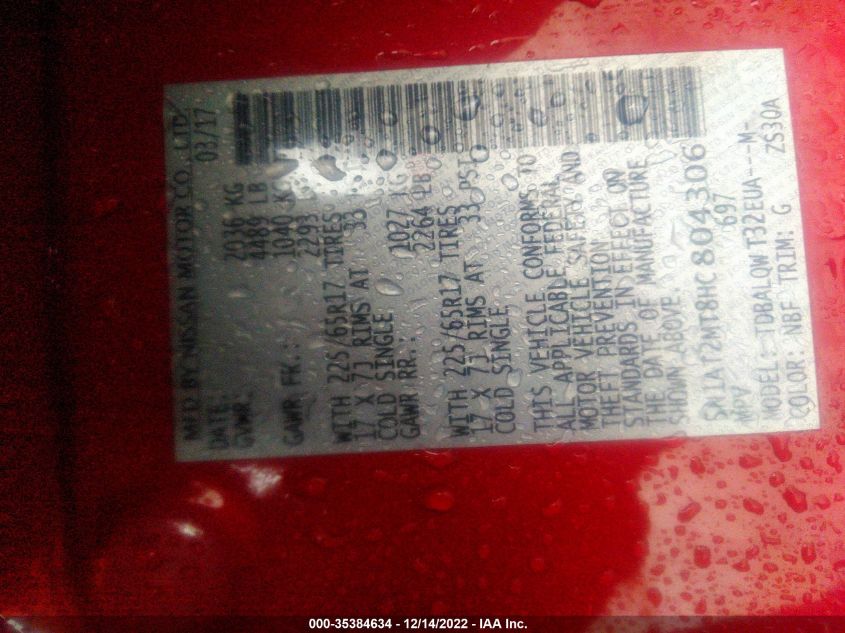 MFD BY NISSAN MOTOR CO., LTD.
DATE: 03/17
GVWR: 2036 KG
4489 LB
GAWR FR.: 1040 KG
2293 LB
WITH 225/65R17 TIRES
17 X 7J RIMS AT 33 PSI
COLD SINGLE
GAWR RR.: 1027 KG
2264 LB
WITH 225/65R17 TIRES
17 X 7J RIMS AT 33 PSI
COLD SINGLE
THIS VEHICLE CONFORMS TO
ALL APPLICABLE FEDERAL
MOTOR VEHICLE SAFETY AND
THEFT PREVENTION
STANDARDS IN EFFECT ON
THE DATE OF MANUFACTURE
SHOWN ABOVE.
5N1AT2MT8HC804306
MPV 697
MODEL: TDBALQW T32EUA---M-
COLOR: NBF TRIM: G ZS30A
000-35384634 - 12/14/2022 - IAA Inc.